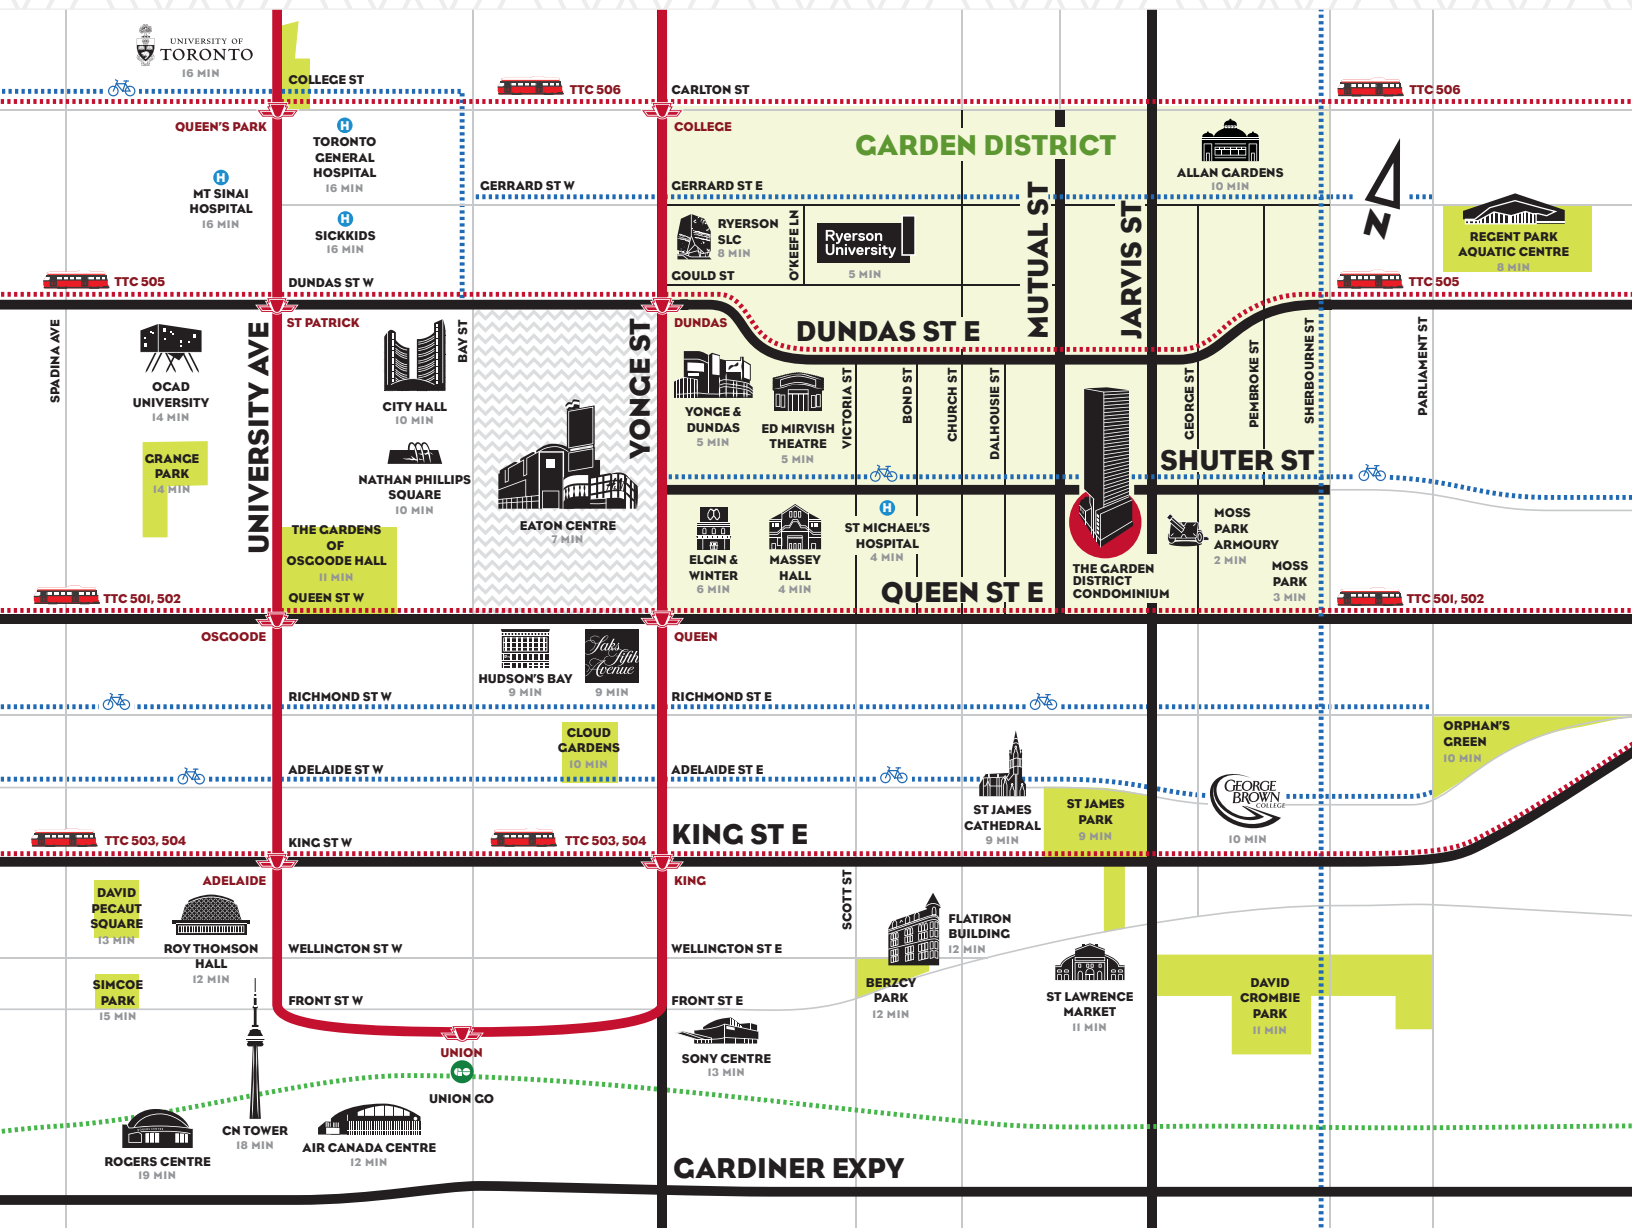 UNIVERSITY OF
TORONTO
16 MIN
COLLEGE ST
TTC 506
CARLTON ST
TTC 506
QUEEN'S PARK
COLLEGE
H
TORONTO
GENERAL
HOSPITAL
16 MIN
GARDEN DISTRICT
ALLAN GARDENS
10 MIN
H
MT SINAI
HOSPITAL
16 MIN
GERRARD ST W
GERRARD ST E
H
SICKKIDS
16 MIN
RYERSON
SLC
8 MIN
O'KEEFE LN
Ryerson
University
5 MIN
GOULD ST
MUTUAL ST
JARVIS ST
N
REGENT PARK
AQUATIC CENTRE
8 MIN
TTC 505
DUNDAS ST W
TTC 505
SPADINA AVE
UNIVERSITY AVE
ST PATRICK
BAY ST
YONGE ST
DUNDAS
DUNDAS ST E
OCAD
UNIVERSITY
14 MIN
CITY HALL
10 MIN
YONGE &
DUNDAS
5 MIN
ED MIRVISH
THEATRE
5 MIN
VICTORIA ST
BOND ST
CHURCH ST
DALHOUSIE ST
GEORGE ST
PEMBROKE ST
SHERBOURNE ST
PARLIAMENT ST
GRANGE
PARK
14 MIN
NATHAN PHILLIPS
SQUARE
10 MIN
SHUTER ST
EATON CENTRE
7 MIN
THE GARDENS
OF
OSGOODE HALL
11 MIN
QUEEN ST W
ELGIN &
WINTER
6 MIN
MASSEY
HALL
4 MIN
H
ST MICHAEL'S
HOSPITAL
4 MIN
QUEEN ST E
THE GARDEN
DISTRICT
CONDOMINIUM
MOSS
PARK
ARMOURY
2 MIN
MOSS
PARK
3 MIN
TTC 501, 502
TTC 501, 502
OSGOODE
QUEEN
HUDSON'S BAY
9 MIN
Saks
Fifth
Avenue
9 MIN
RICHMOND ST W
RICHMOND ST E
CLOUD
GARDENS
10 MIN
ORPHAN'S
GREEN
10 MIN
ADELAIDE ST W
ADELAIDE ST E
ST JAMES
CATHEDRAL
9 MIN
ST JAMES
PARK
9 MIN
GEORGE
BROWN
COLLEGE
10 MIN
TTC 503, 504
KING ST W
TTC 503, 504
KING ST E
ADELAIDE
KING
SCOTT ST
DAVID
PECAUT
SQUARE
13 MIN
ROY THOMSON
HALL
12 MIN
WELLINGTON ST W
WELLINGTON ST E
FLATIRON
BUILDING
12 MIN
SIMCOE
PARK
15 MIN
FRONT ST W
FRONT ST E
BERZCY
PARK
12 MIN
ST LAWRENCE
MARKET
11 MIN
DAVID
CROMBIE
PARK
11 MIN
UNION
GO
UNION GO
SONY CENTRE
13 MIN
CN TOWER
18 MIN
ROGERS CENTRE
19 MIN
AIR CANADA CENTRE
12 MIN
GARDINER EXPY